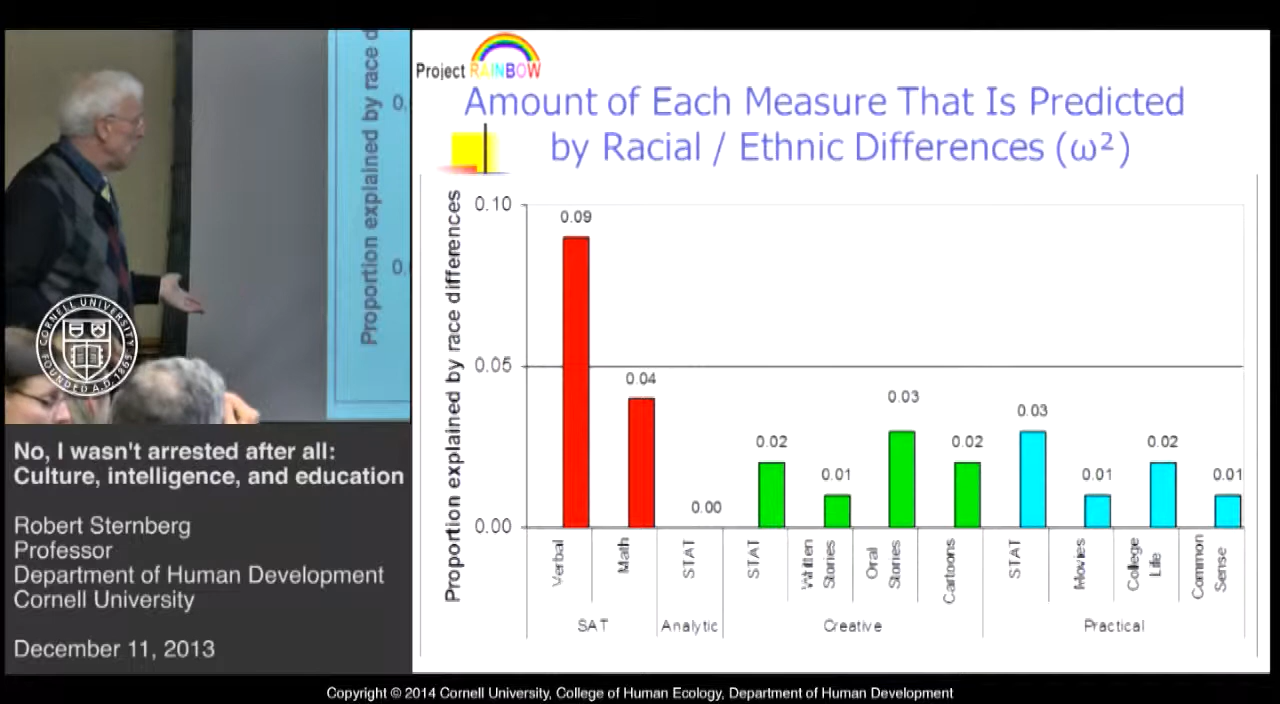 Project RAINBOW
Amount of Each Measure That Is Predicted
by Racial / Ethnic Differences (ω²)
Proportion explained by race d
0.
0.
Proportion explained by race differences
0.10
0.05
0.00
0.09
0.04
0.00
0.02
0.01
0.03
0.02
0.03
0.01
0.02
0.01
Verbal
Math
STAT
STAT
Written
Stories
Oral
Stories
Cartoons
STAT
Movies
College
Life
Common
Sense
SAT
Analytic
Creative
Practical
CORNELL UNIVERSITY
FOUNDED A.D. 1865
No, I wasn't arrested after all:
Culture, intelligence, and education
Robert Sternberg
Professor
Department of Human Development
Cornell University
December 11, 2013
Copyright © 2014 Cornell University, College of Human Ecology, Department of Human Development